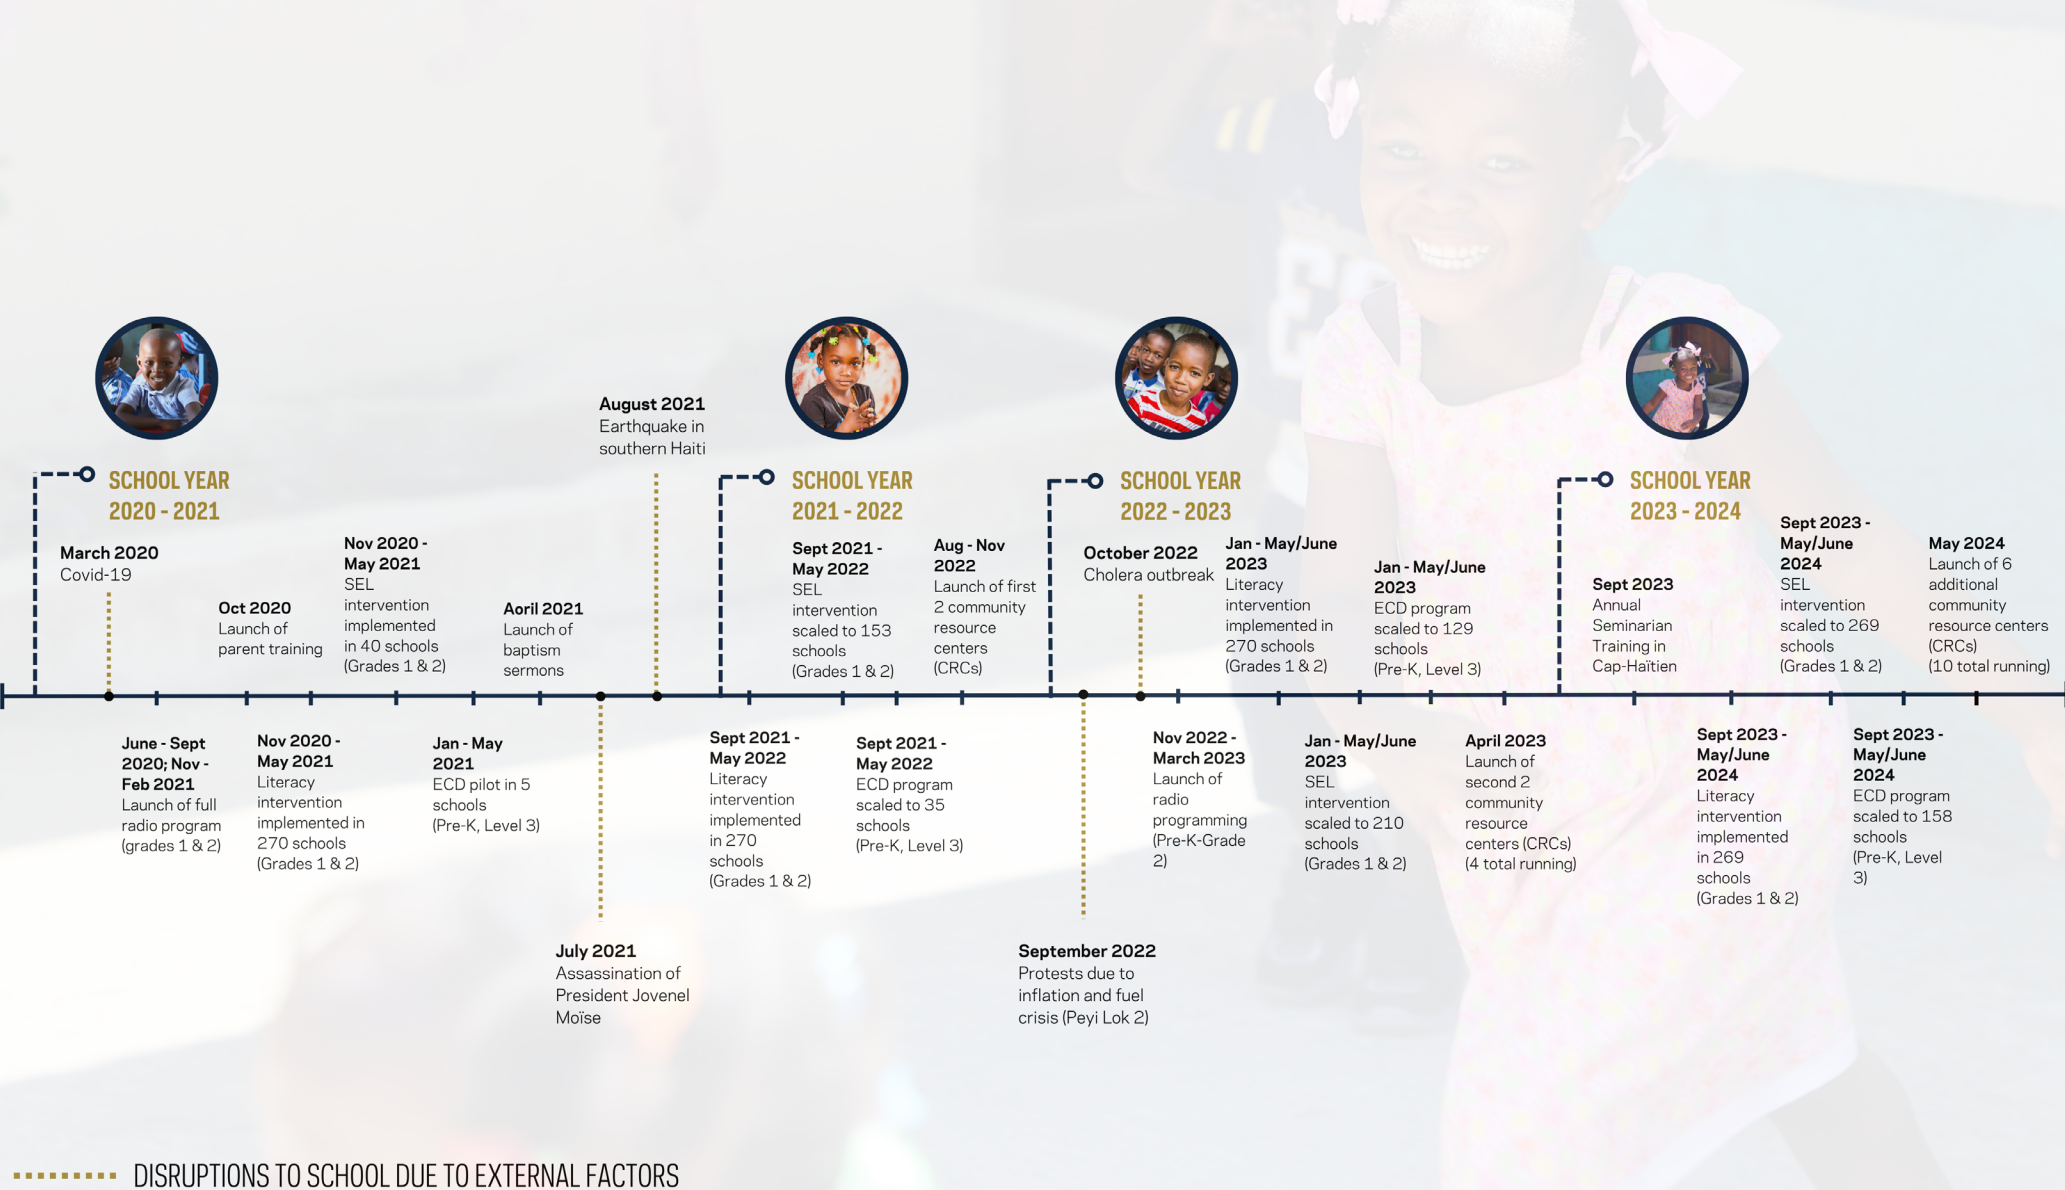 SCHOOL YEAR
2020 - 2021
March 2020
Covid-19
June - Sept
2020; Nov -
Feb 2021
Launch of full
radio program
(grades 1 & 2)
Oct 2020
Launch of
parent training
Nov 2020 -
May 2021
Literacy
intervention
implemented in
270 schools
(Grades 1 & 2)
Nov 2020 -
May 2021
SEL
intervention
implemented
in 40 schools
(Grades 1 & 2)
Jan - May
2021
ECD pilot in 5
schools
(Pre-K, Level 3)
Aoril 2021
Launch of
baptism
sermons
July 2021
Assassination of
President Jovenel
Moïse
August 2021
Earthquake in
southern Haiti
SCHOOL YEAR
2021 - 2022
Sept 2021 -
May 2022
Literacy
intervention
implemented
in 270
schools
(Grades 1 & 2)
Sept 2021 -
May 2022
SEL
intervention
scaled to 153
schools
(Grades 1 & 2)
Sept 2021 -
May 2022
ECD program
scaled to 35
schools
(Pre-K, Level 3)
Aug - Nov
2022
Launch of first
2 community
resource
centers
(CRCs)
SCHOOL YEAR
2022 - 2023
September 2022
Protests due to
inflation and fuel
crisis (Peyi Lok 2)
October 2022
Cholera outbreak
Nov 2022 -
March 2023
Launch of
radio
programming
(Pre-K-Grade
2)
Jan - May/June
2023
Literacy
intervention
implemented in
270 schools
(Grades 1 & 2)
Jan - May/June
2023
SEL
intervention
scaled to 210
schools
(Grades 1 & 2)
Jan - May/June
2023
ECD program
scaled to 129
schools
(Pre-K, Level 3)
April 2023
Launch of
second 2
community
resource
centers (CRCs)
(4 total running)
SCHOOL YEAR
2023 - 2024
Sept 2023
Annual
Seminarian
Training in
Cap-Haïtien
Sept 2023 -
May/June
2024
Literacy
intervention
implemented
in 269
schools
(Grades 1 & 2)
Sept 2023 -
May/June
2024
SEL
intervention
scaled to 269
schools
(Grades 1 & 2)
Sept 2023 -
May/June
2024
ECD program
scaled to 158
schools
(Pre-K, Level
3)
May 2024
Launch of 6
additional
community
resource centers
(CRCs)
(10 total running)
DISRUPTIONS TO SCHOOL DUE TO EXTERNAL FACTORS